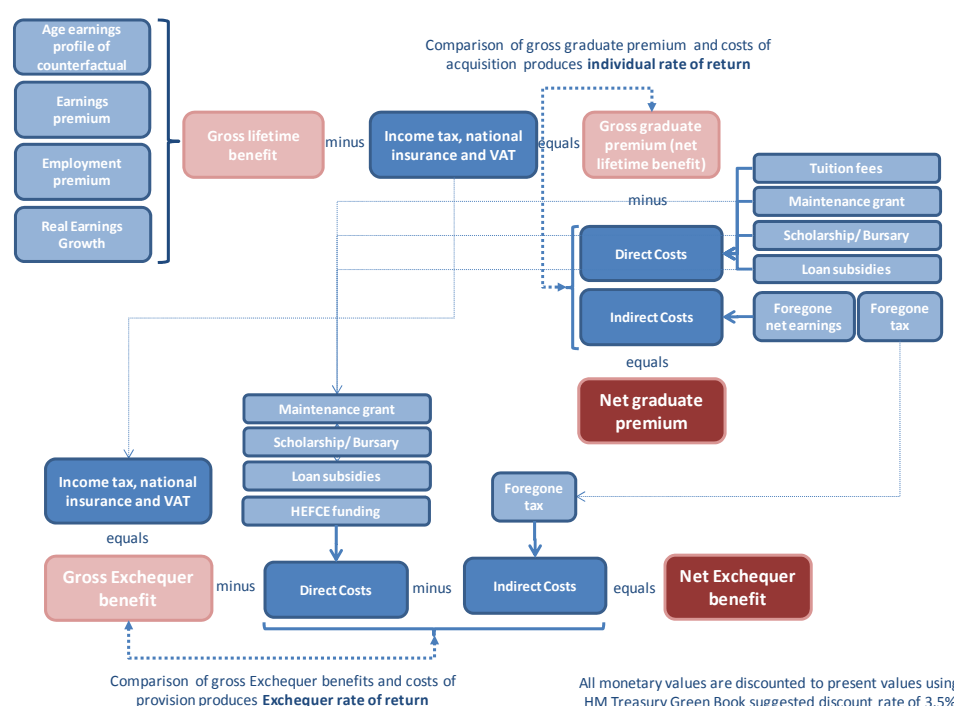 Age earnings
profile of
counterfactual
Earnings
premium
Employment
premium
Real Earnings
Growth
Gross lifetime
benefit
minus
Income tax, national
insurance and VAT
equals
Comparison of gross graduate premium and costs of
acquisition produces individual rate of return
Gross graduate
premium (net
lifetime benefit)
minus
Tuition fees
Maintenance grant
Scholarship/ Bursary
Loan subsidies
Direct Costs
Indirect Costs
Foregone
net earnings
Foregone
tax
equals
Net graduate
premium
Maintenance grant
Scholarship/ Bursary
Loan subsidies
HEFCE funding
Income tax, national
insurance and VAT
equals
Foregone
tax
Gross Exchequer
benefit
minus
Direct Costs
minus
Indirect Costs
equals
Net Exchequer
benefit
Comparison of gross Exchequer benefits and costs of
provision produces Exchequer rate of return
All monetary values are discounted to present values using
HM Treasury Green Book suggested discount rate of 3.5%